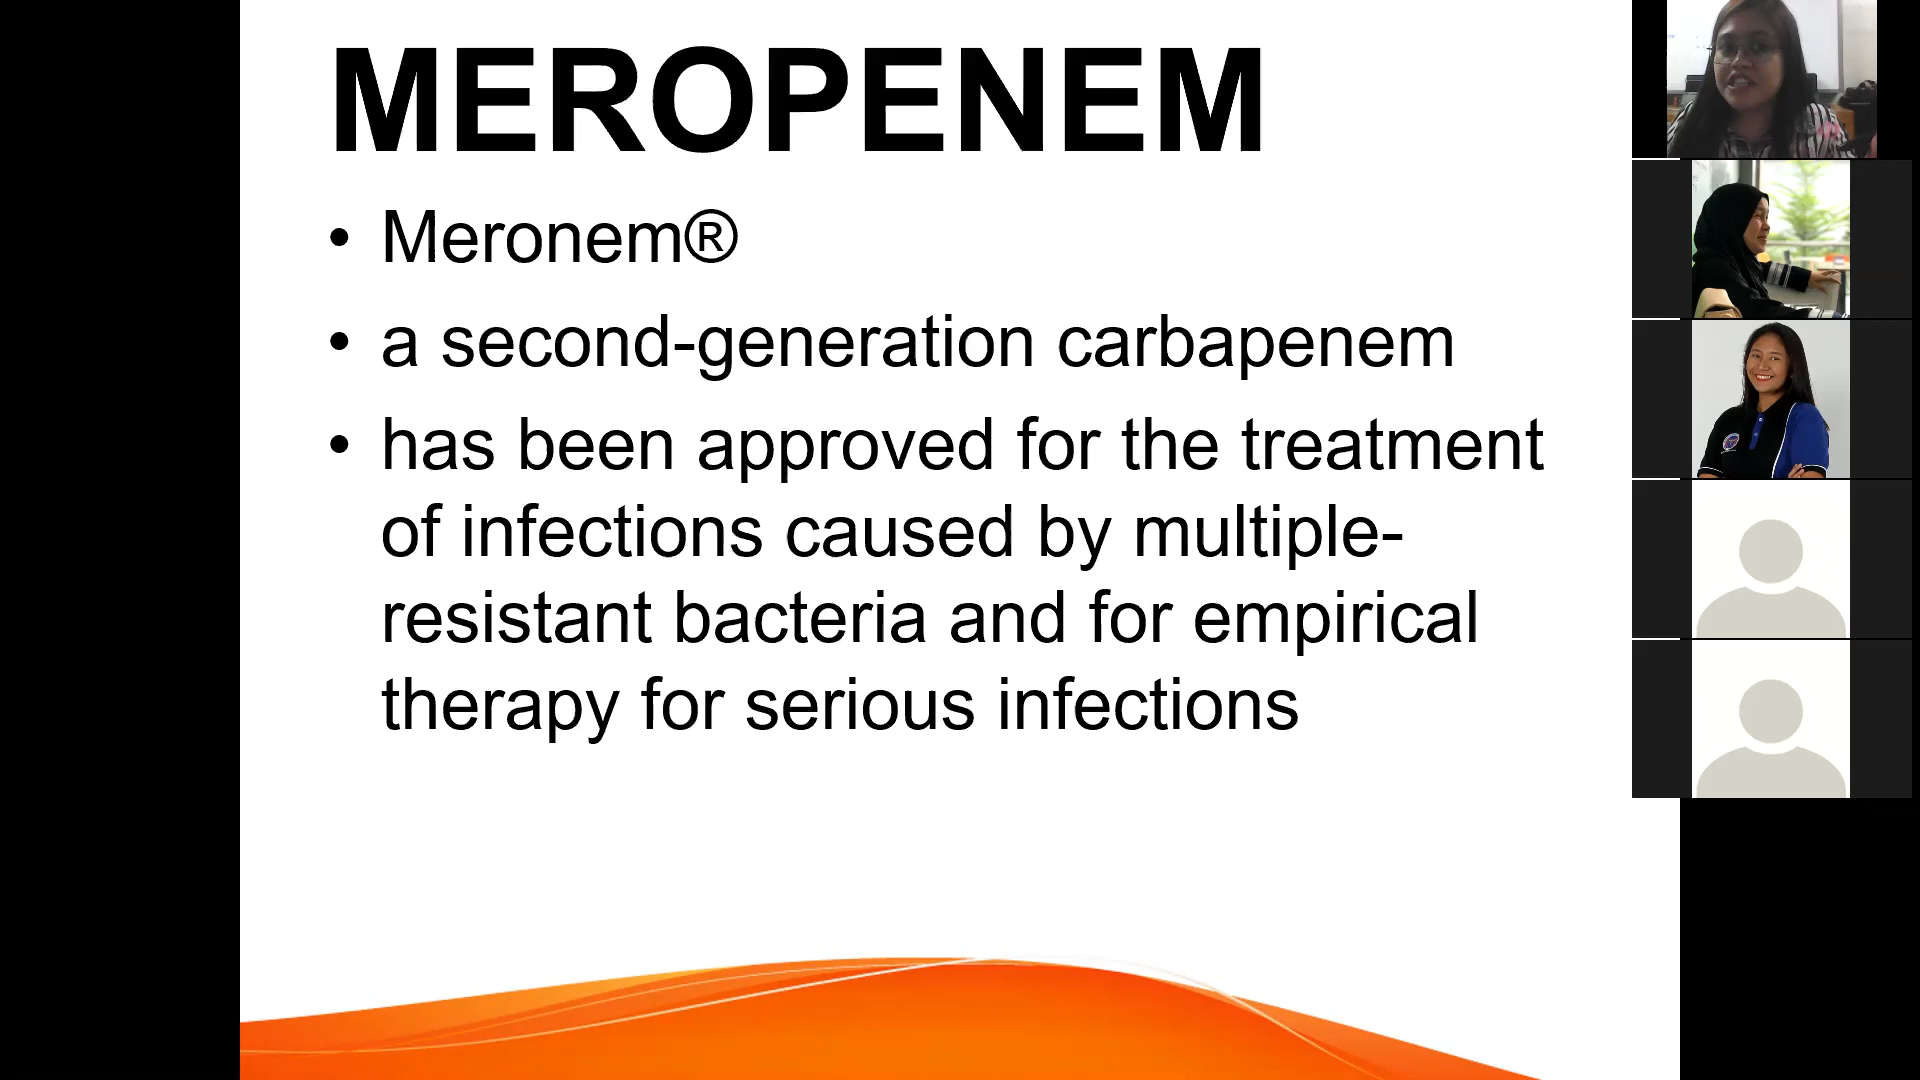 MEROPENEM
• Meronem®
• a second-generation carbapenem
• has been approved for the treatment
of infections caused by multiple-
resistant bacteria and for empirical
therapy for serious infections